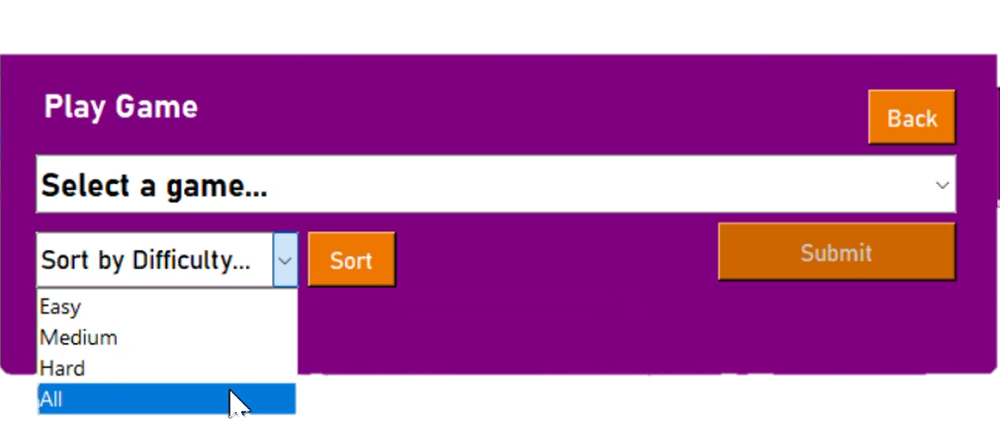 Play Game
Back
Select a game...
Sort by Difficulty...
Sort
Submit
Easy
Medium
Hard
All